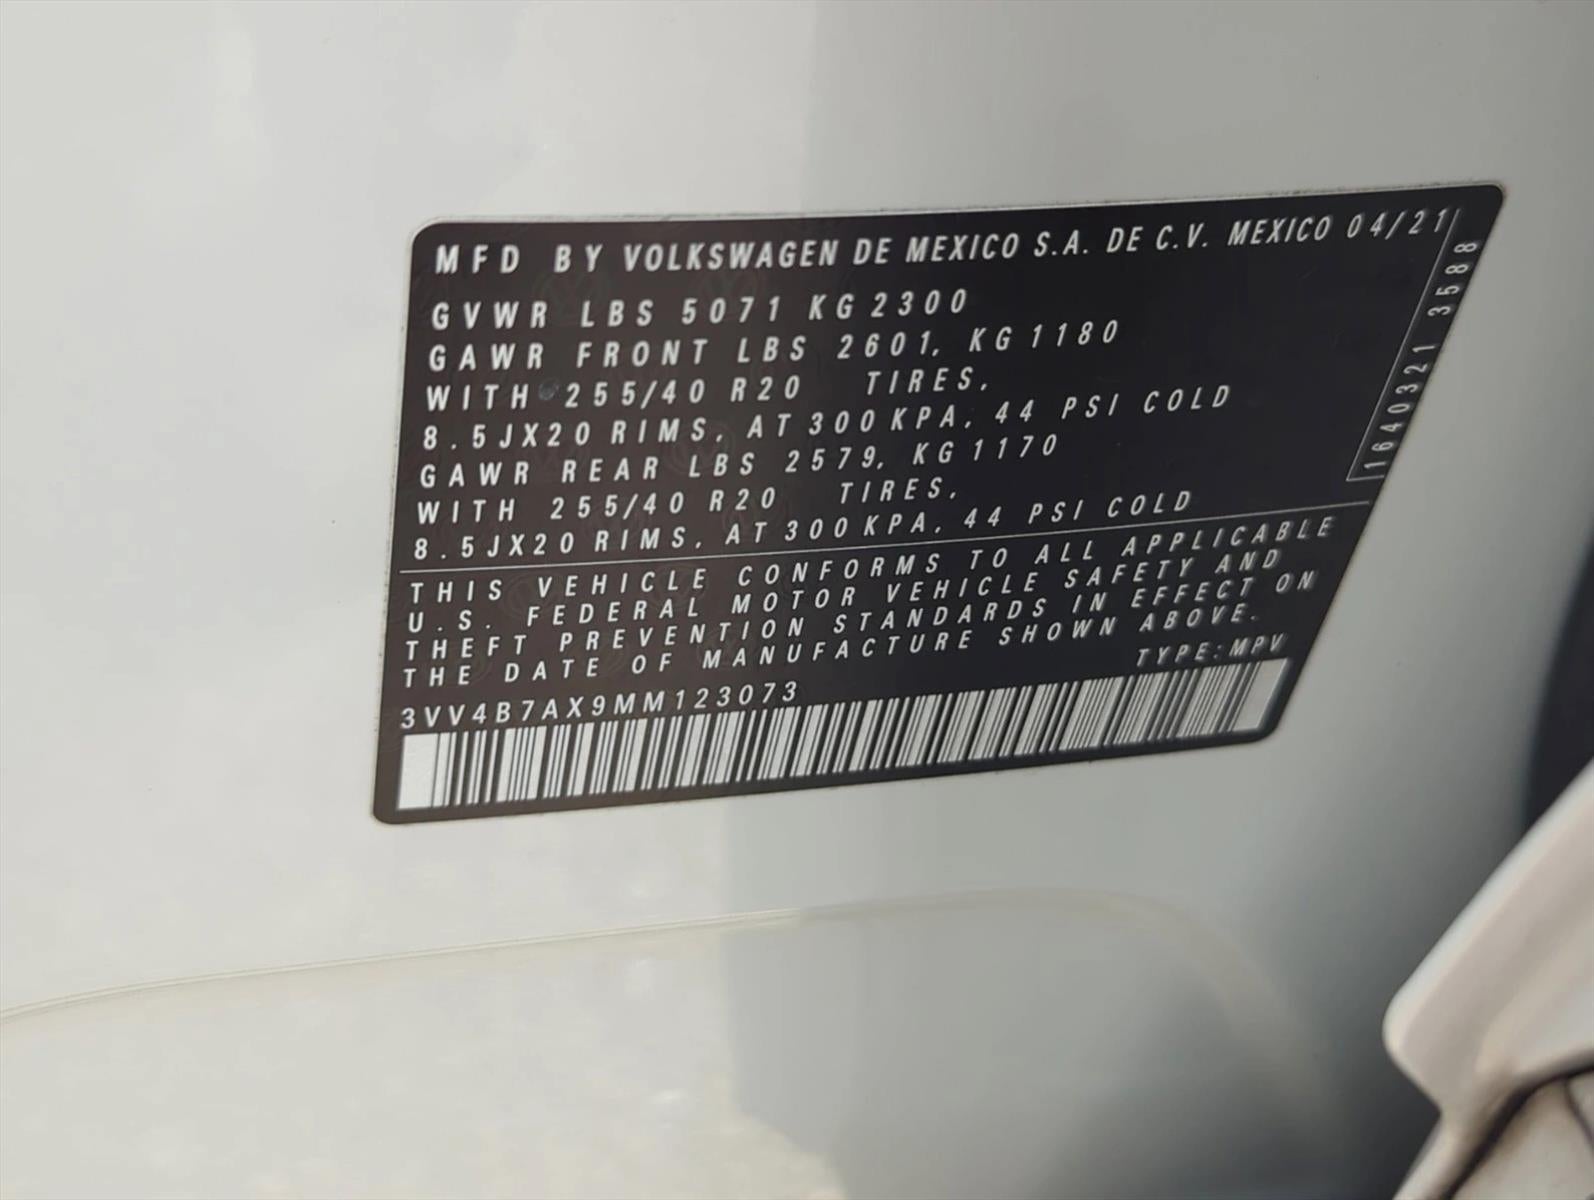 MFD BY VOLKSWAGEN DE MEXICO S.A. DE C.V. MEXICO 04/21
GVWR LBS 5071 KG 2300
GAWR FRONT LBS 2601, KG 1180
WITH 255/40 R20 TIRES,
8.5JX20 RIMS, AT 300 KPA, 44 PSI COLD
GAWR REAR LBS 2579, KG 1170
WITH 255/40 R20 TIRES,
8.5JX20 RIMS, AT 300 KPA, 44 PSI COLD
1640321 3588
THIS VEHICLE CONFORMS TO ALL APPLICABLE
U.S. FEDERAL MOTOR VEHICLE SAFETY AND
THEFT PREVENTION STANDARDS IN EFFECT ON
THE DATE OF MANUFACTURE SHOWN ABOVE.
TYPE:MPV
3VV4B7AX9MM123073